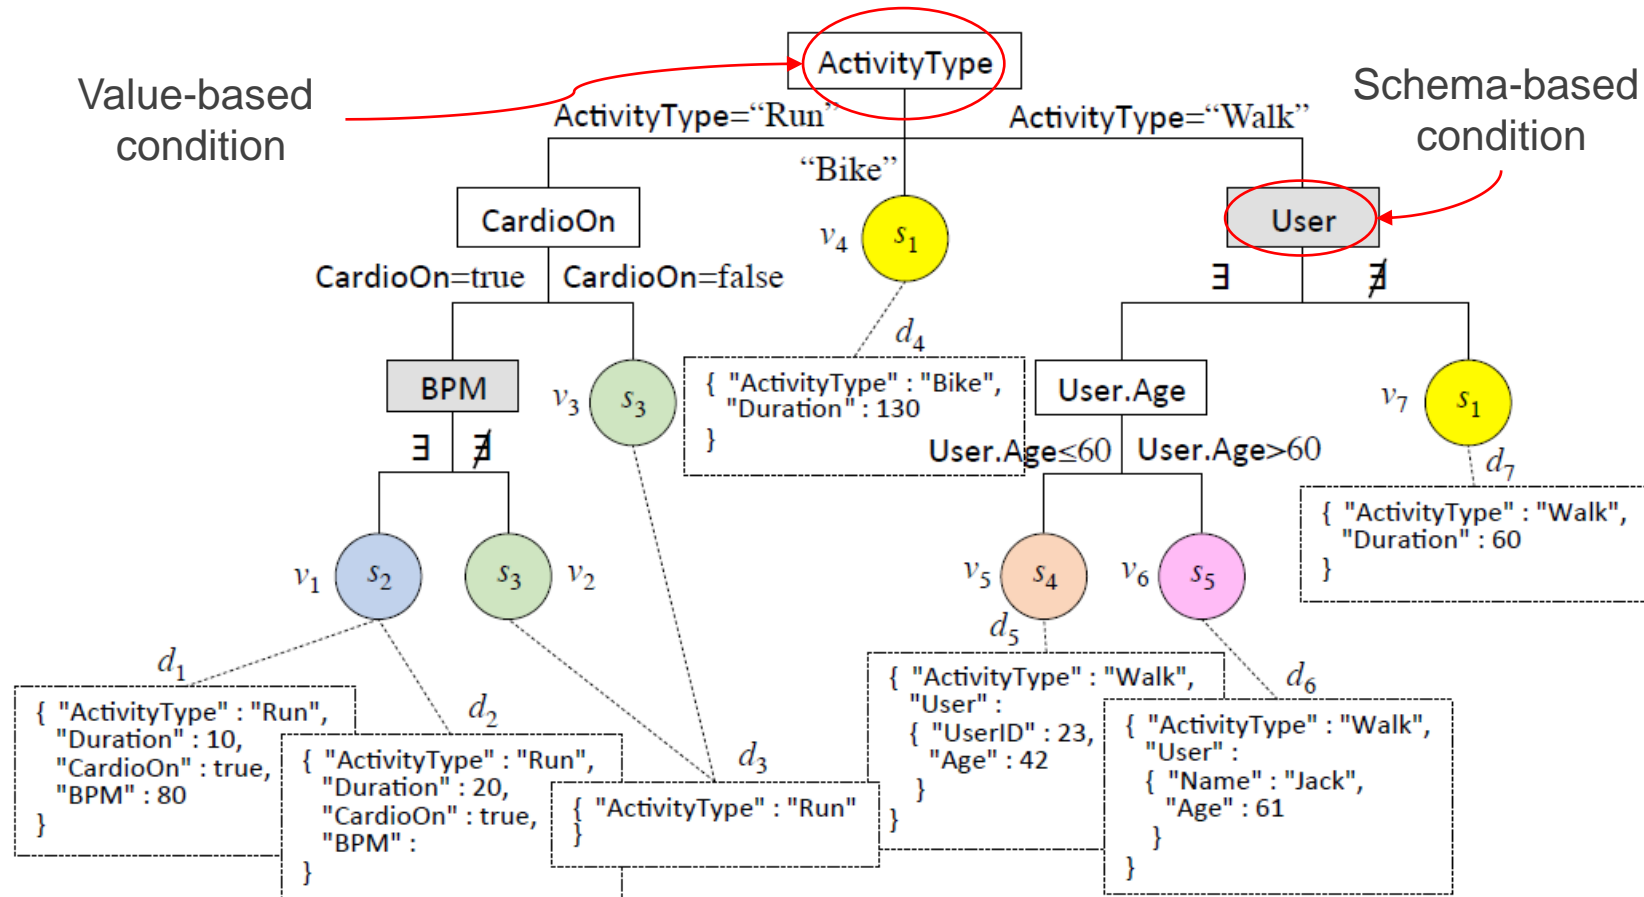 ActivityType
Value-based
condition
Schema-based
condition
ActivityType=“Run”
ActivityType=“Walk”
“Bike”
CardioOn
v4
s1
User
CardioOn=true
CardioOn=false
∃
∄
d4
BPM
v3
s3
{ "ActivityType" : "Bike",
"Duration" : 130
}
User.Age
v7
s1
∃
∄
User.Age≤60
User.Age>60
d7
{ "ActivityType" : "Walk",
"Duration" : 60
}
v1
s2
s3
v2
v5
s4
v6
s5
d1
{ "ActivityType" : "Run",
"Duration" : 10,
"CardioOn" : true,
"BPM" : 80
}
d2
{ "ActivityType" : "Run",
"Duration" : 20,
"CardioOn" : true,
"BPM" :
}
d3
{ "ActivityType" : "Run"
}
d5
{ "ActivityType" : "Walk",
"User" :
{ "UserID" : 23,
"Age" : 42
}
}
d6
{ "ActivityType" : "Walk",
"User" :
{ "Name" : "Jack",
"Age" : 61
}
}